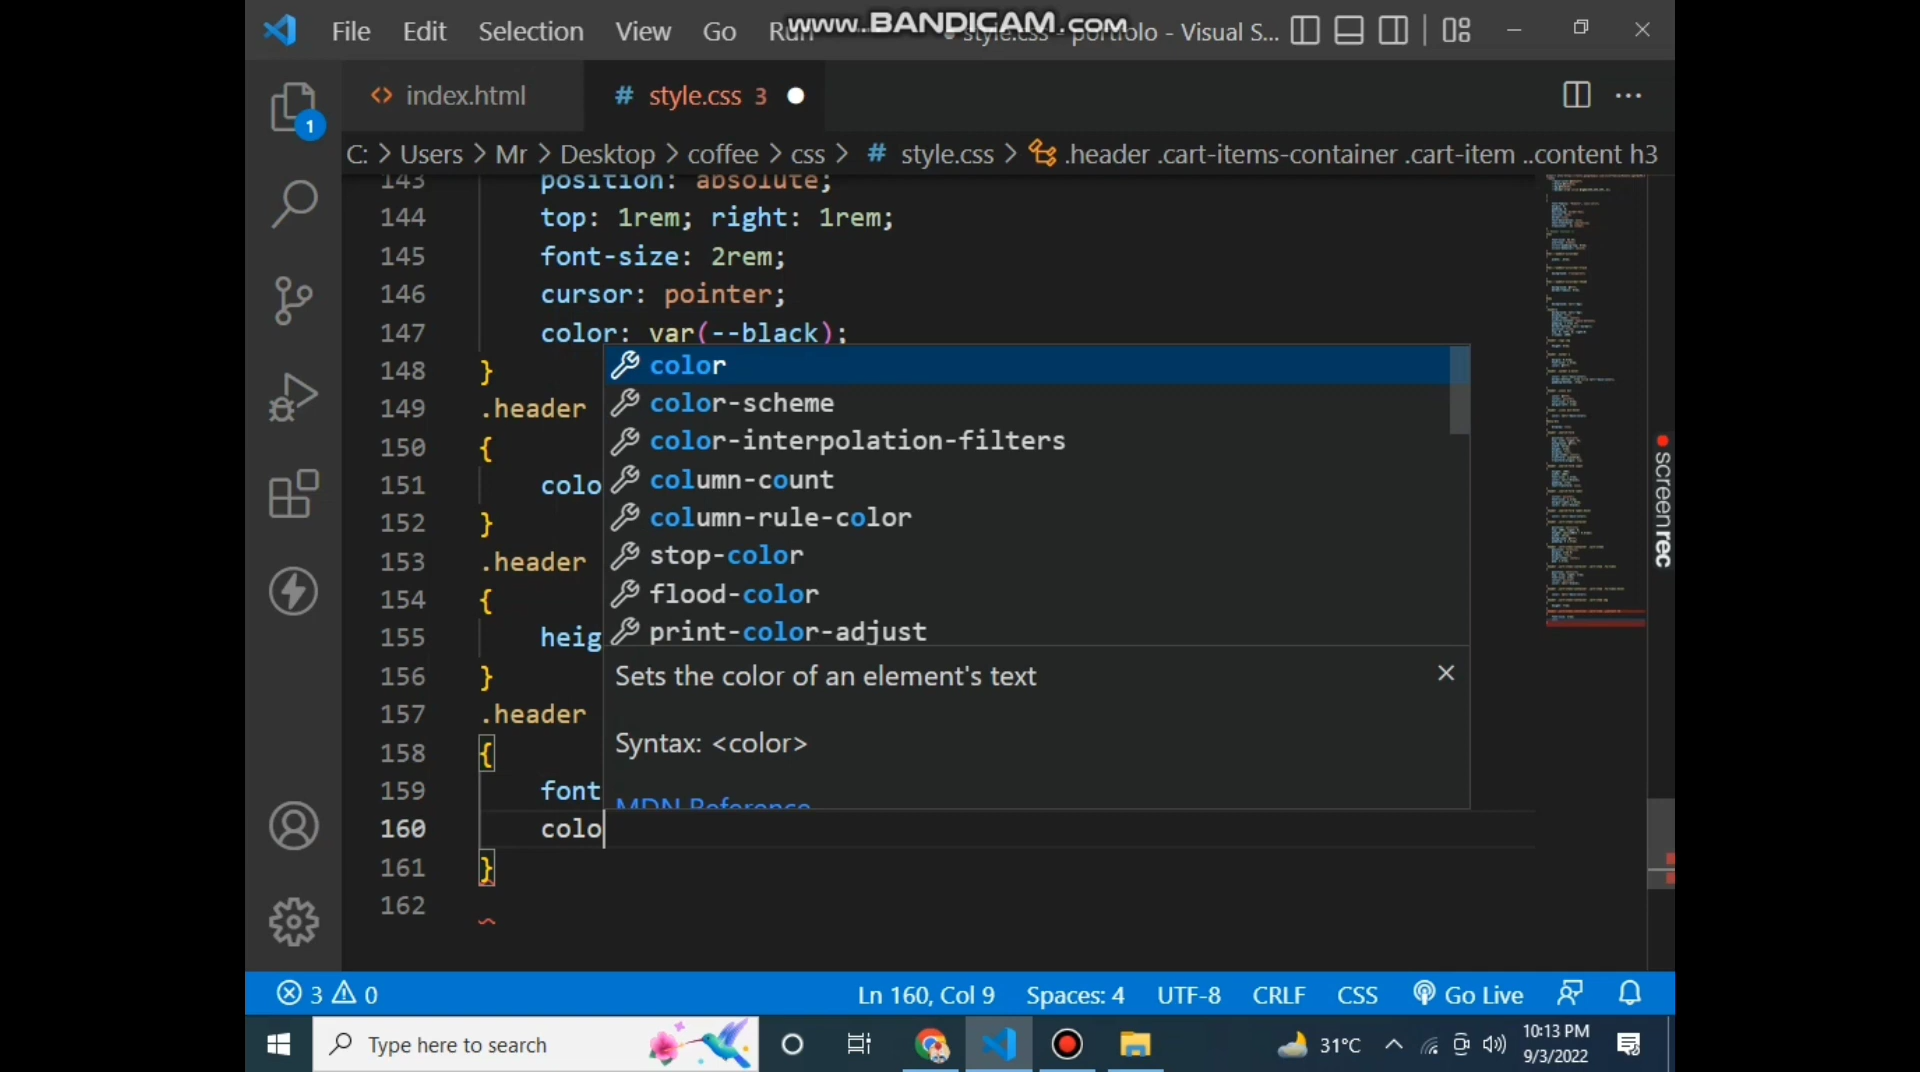 File Edit Selection View Go Run style.css - portfolo - Visual S...
www.BANDICAM.com
index.html
# style.css 3
1
C: > Users > Mr > Desktop > coffee > css > # style.css > .header .cart-items-container .cart-item ..content h3
143 position: absolute;
144 top: 1rem; right: 1rem;
145 font-size: 2rem;
146 cursor: pointer;
147 color: var(--black);
148 }
149 .header
150 {
151 colo
152 }
153 .header
154 {
155 heig
156 }
157 .header
158 {
159 font
160 colo
161 }
162
color
color-scheme
color-interpolation-filters
column-count
column-rule-color
stop-color
flood-color
print-color-adjust
Sets the color of an element's text
Syntax: <color>
MDN Reference
screenrec
3 0
Ln 160, Col 9 Spaces: 4 UTF-8 CRLF CSS Go Live
Type here to search
31°C
10:13 PM
9/3/2022